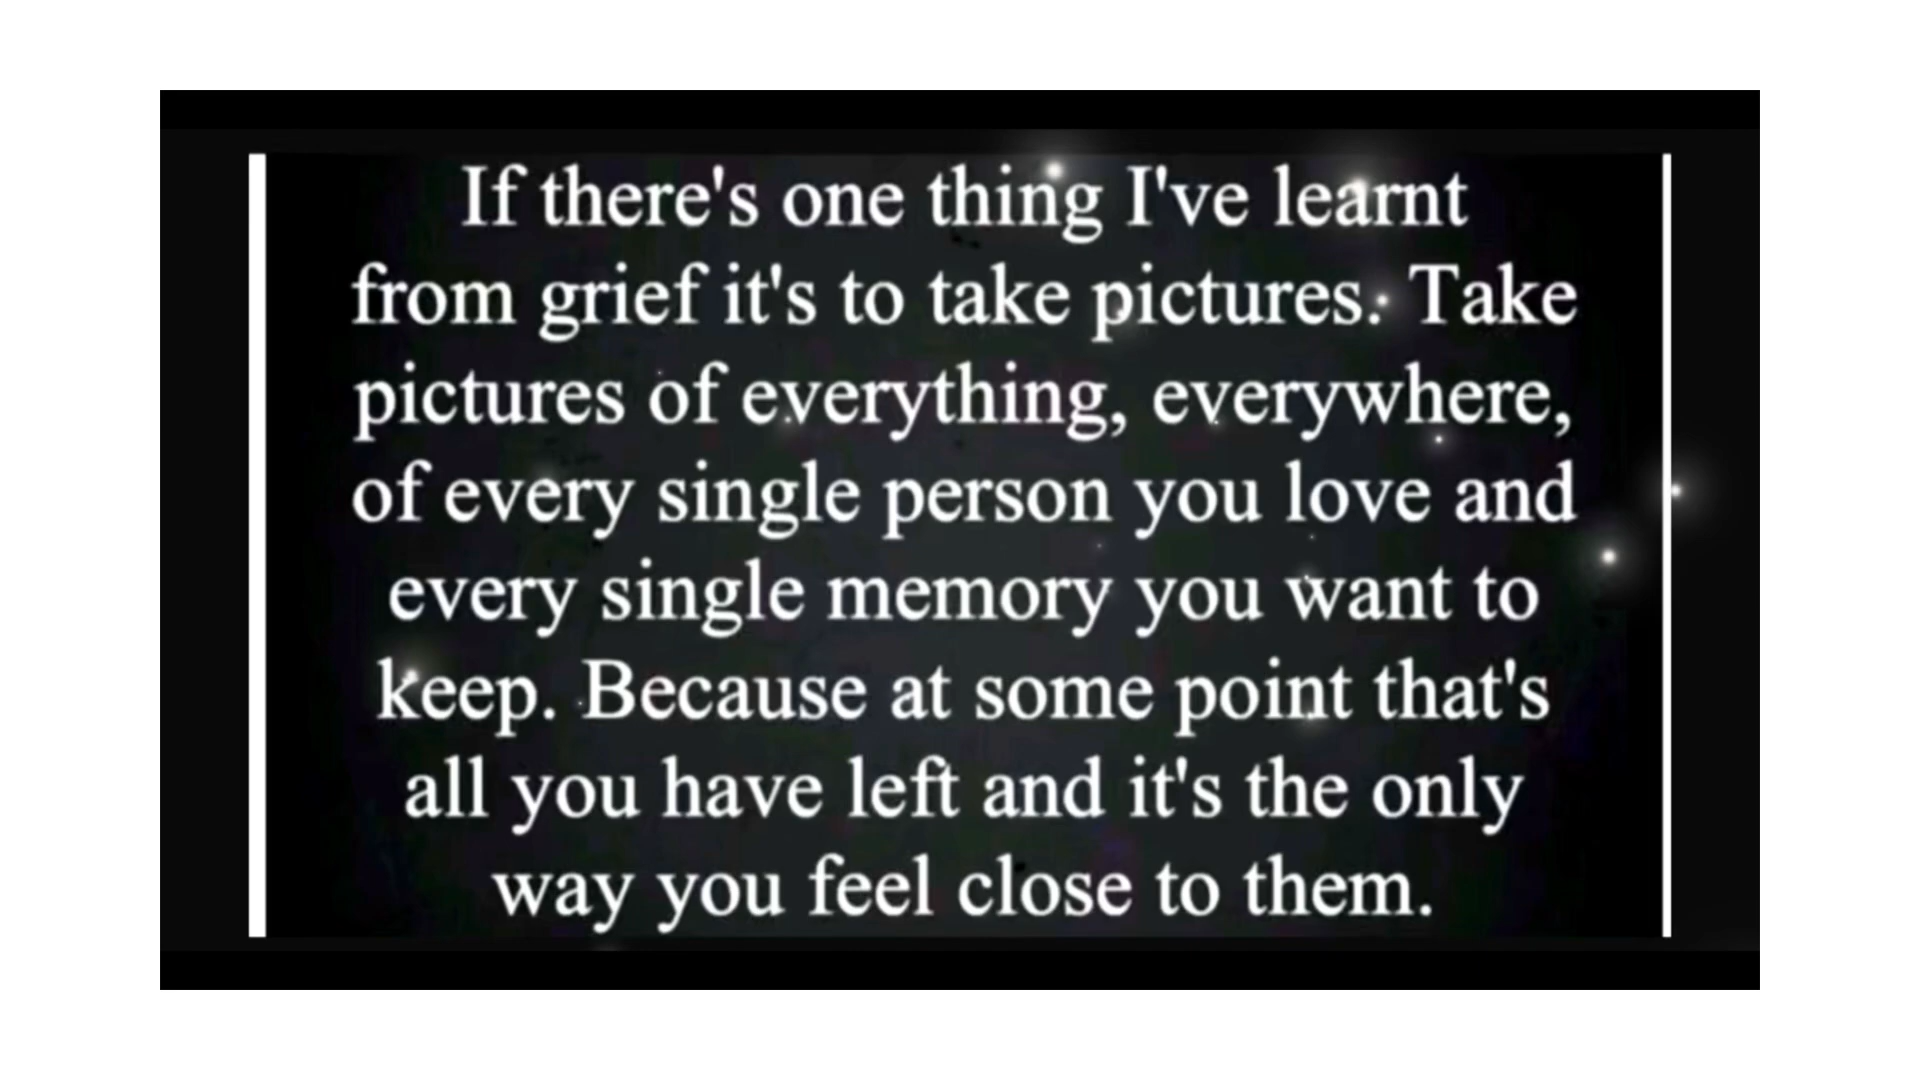 If there's one thing I've learnt
from grief it's to take pictures. Take
pictures of everything, everywhere,
of every single person you love and
every single memory you want to
keep. Because at some point that's
all you have left and it's the only
way you feel close to them.